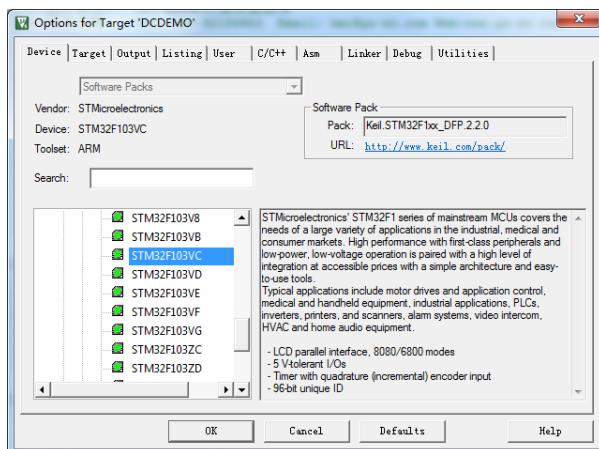 Options for Target 'DCDEMO'
Device Target Output Listing User C/C++ Asm Linker Debug Utilities
Software Packs
Vendor: STMicroelectronics
Device: STM32F103VC
Toolset: ARM
Search:
Software Pack
Pack: Keil.STM32F1xx_DFP.2.2.0
URL: http://www.keil.com/pack/
STM32F103V8
STM32F103VB
STM32F103VC
STM32F103VD
STM32F103VE
STM32F103VF
STM32F103VG
STM32F103ZC
STM32F103ZD
STMicroelectronics' STM32F1 series of mainstream MCUs covers the
needs of a large variety of applications in the industrial, medical and
consumer markets. High performance with first-class peripherals and
low-power, low-voltage operation is paired with a high level of
integration at accessible prices with a simple architecture and easy-
to-use tools.
Typical applications include motor drives and application control,
medical and handheld equipment, industrial applications, PLCs,
inverters, printers, and scanners, alarm systems, video intercom,
HVAC and home audio equipment.
- LCD parallel interface, 8080/6800 modes
- 5 V-tolerant I/Os
- Timer with quadrature (incremental) encoder input
- 96-bit unique ID
OK Cancel Defaults Help